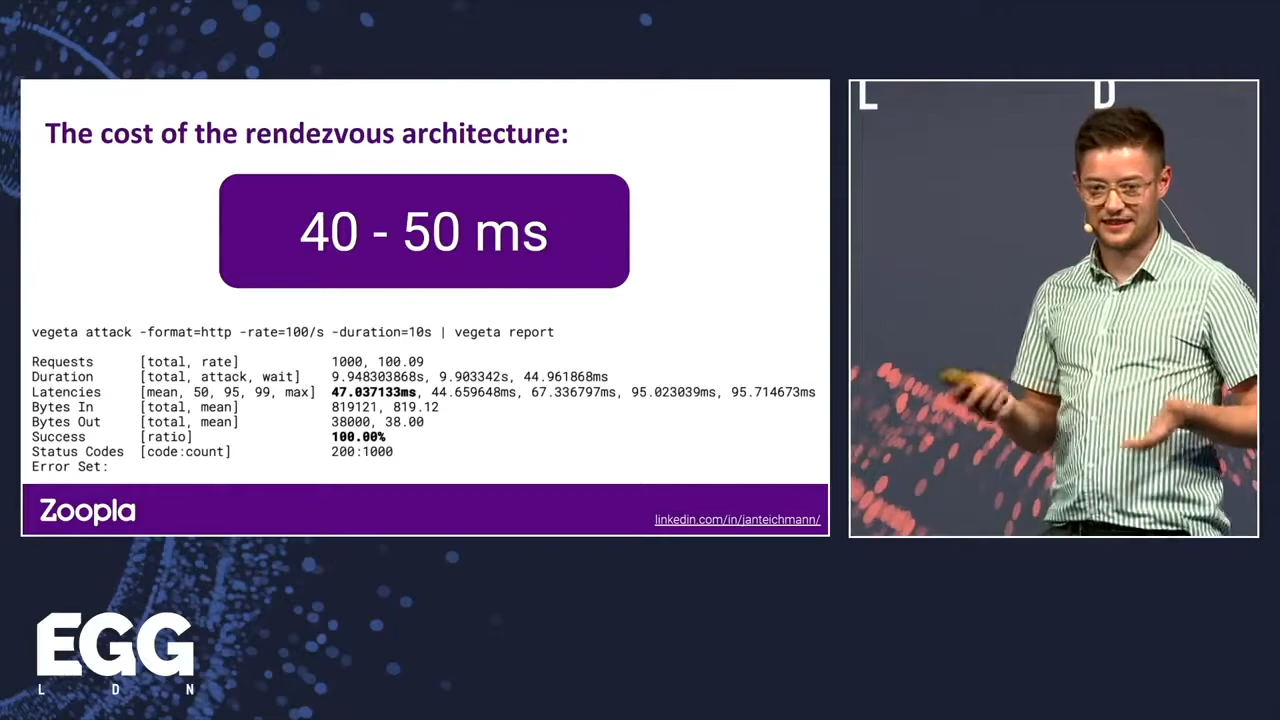 L D
The cost of the rendezvous architecture:
40 - 50 ms
vegeta attack -format=http -rate=100/s -duration=10s | vegeta report
Requests [total, rate] 1000, 100.09
Duration [total, attack, wait] 9.948303868s, 9.903342s, 44.961868ms
Latencies [mean, 50, 95, 99, max] 47.037133ms, 44.659648ms, 67.336797ms, 95.023039ms, 95.714673ms
Bytes In [total, mean] 819121, 819.12
Bytes Out [total, mean] 38000, 38.00
Success [ratio] 100.00%
Status Codes [code:count] 200:1000
Error Set:
Zoopla
linkedin.com/in/janteichmann/
EGG
L D N